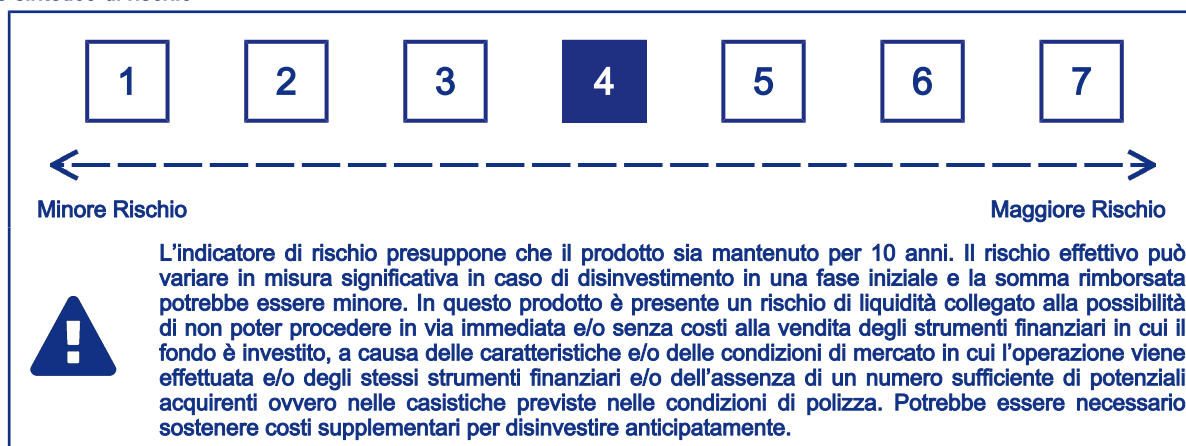 1 2 3 4 5 6 7
Minore Rischio Maggiore Rischio
L'indicatore di rischio presuppone che il prodotto sia mantenuto per 10 anni. Il rischio effettivo può
variare in misura significativa in caso di disinvestimento in una fase iniziale e la somma rimborsata
potrebbe essere minore. In questo prodotto è presente un rischio di liquidità collegato alla possibilità
di non poter procedere in via immediata e/o senza costi alla vendita degli strumenti finanziari in cui il
fondo è investito, a causa delle caratteristiche e/o delle condizioni di mercato in cui l'operazione viene
effettuata e/o degli stessi strumenti finanziari e/o dell'assenza di un numero sufficiente di potenziali
acquirenti ovvero nelle casistiche previste nelle condizioni di polizza. Potrebbe essere necessario
sostenere costi supplementari per disinvestire anticipatamente.